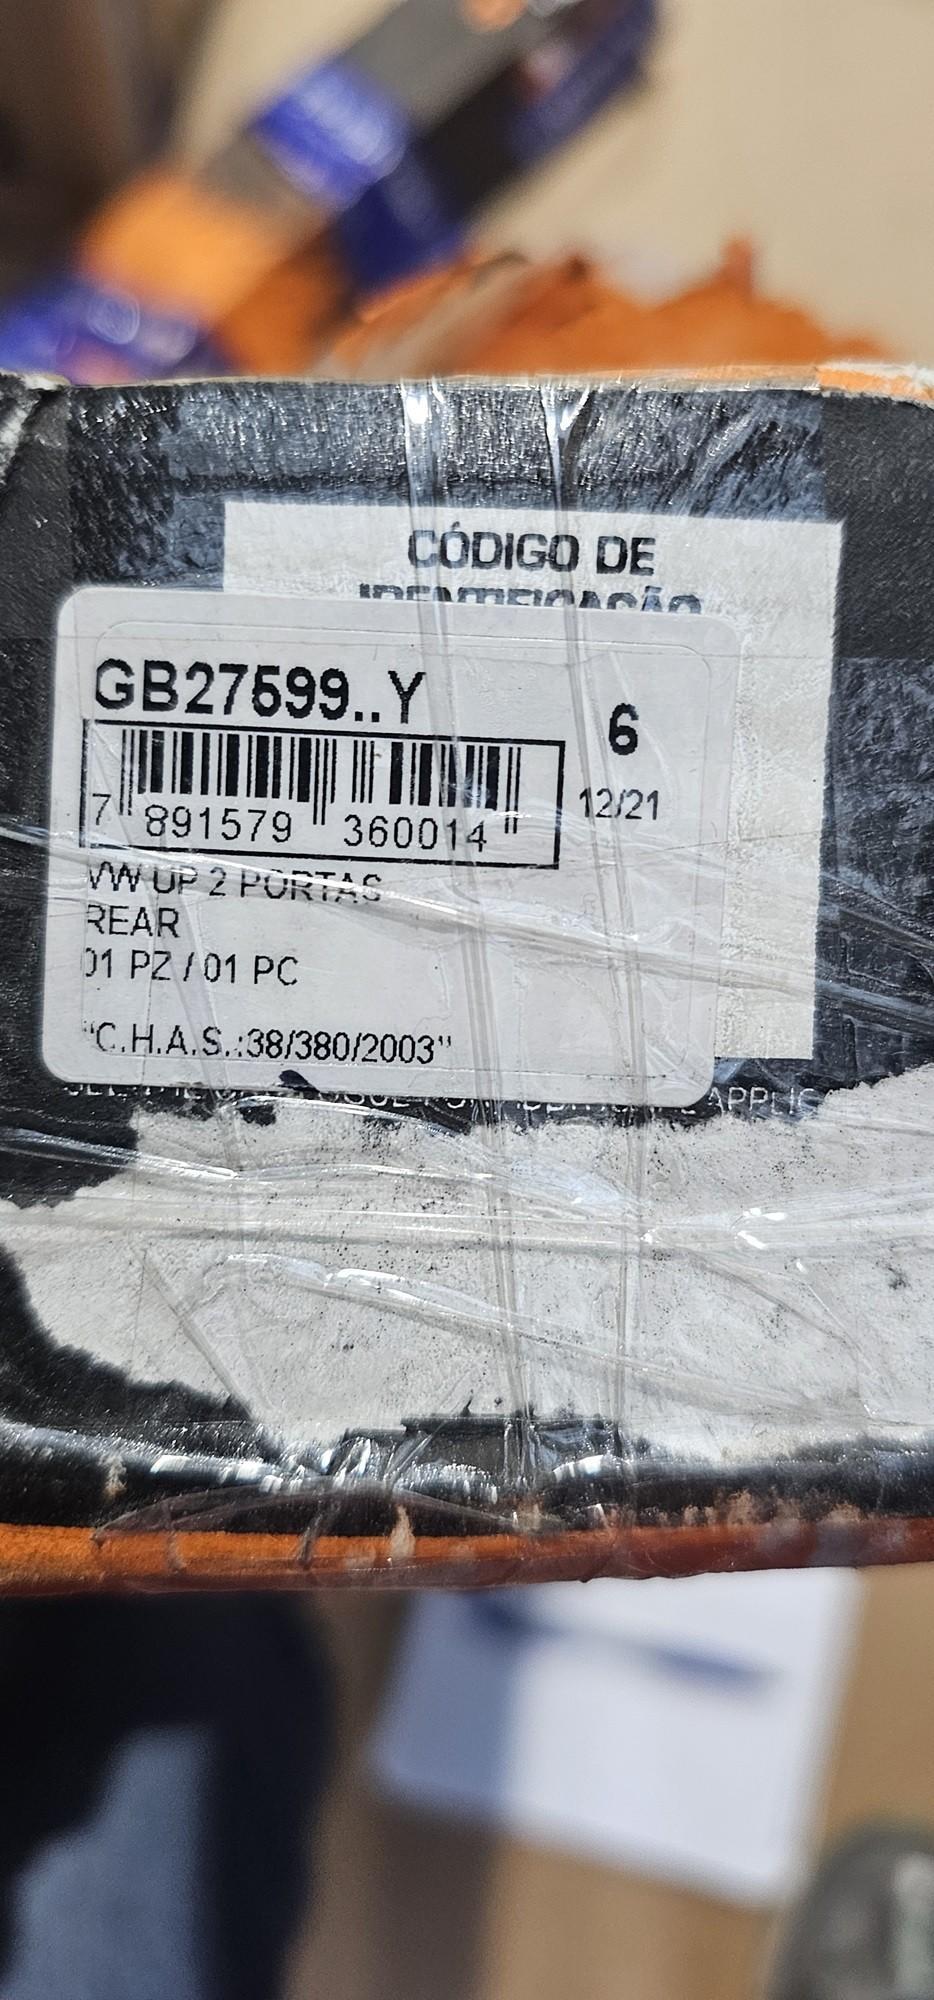 CÓDIGO DE
IDENTIFICAÇÃO
GB27599..Y
6
12/21
7 891579 360014
VW UP 2 PORTAS
REAR
01 PZ / 01 PC
"C.H.A.S.:38/380/2003"